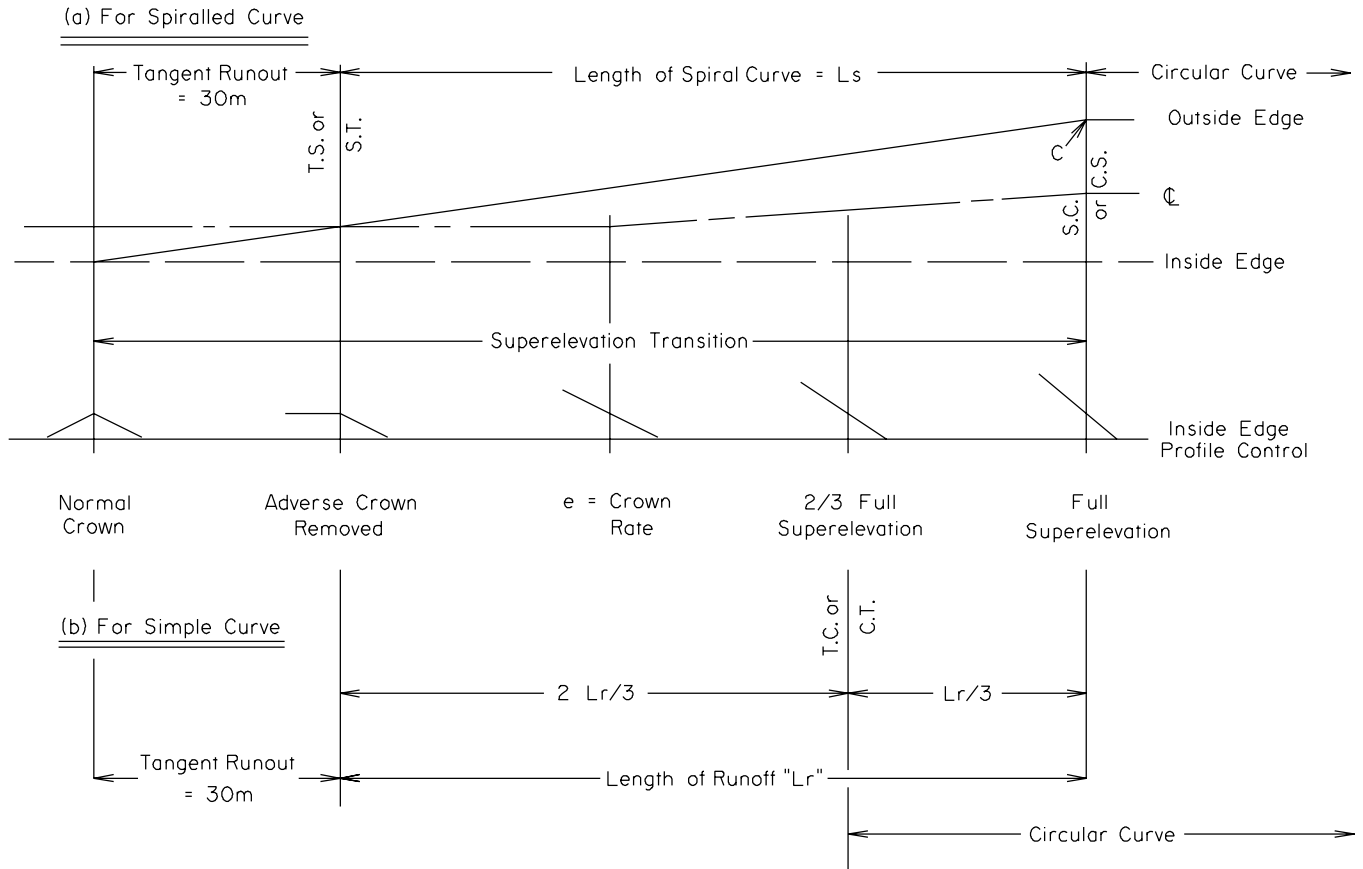 (a) For Spiralled Curve
Tangent Runout
= 30m
Length of Spiral Curve = Ls
Circular Curve
Outside Edge
T.S. or
S.T.
C
S.C.
or C.S.
℄
Inside Edge
Superelevation Transition
Inside Edge
Profile Control
Normal
Crown
Adverse Crown
Removed
e = Crown
Rate
2/3 Full
Superelevation
Full
Superelevation
(b) For Simple Curve
T.C. or
C.T.
2 Lr/3
Lr/3
Tangent Runout
= 30m
Length of Runoff "Lr"
Circular Curve